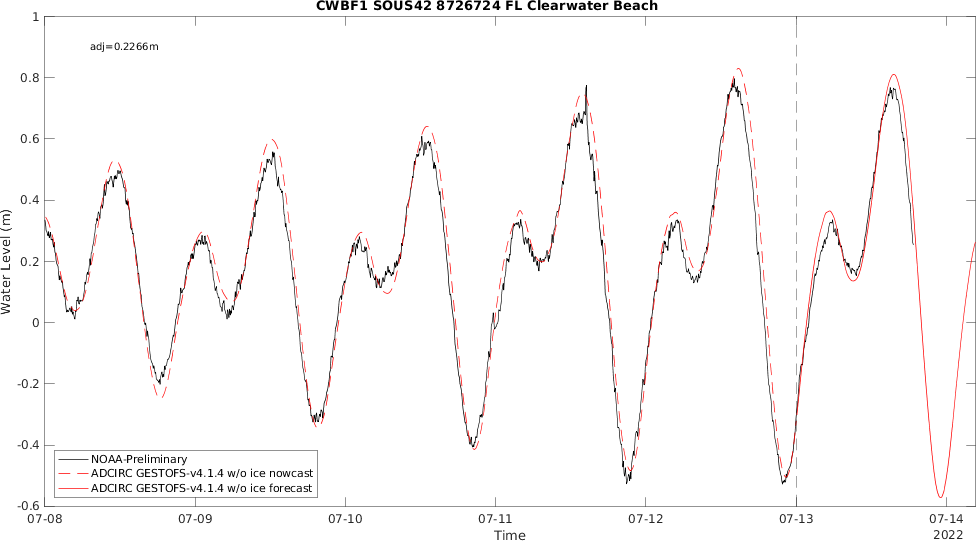 CWBF1 SOUS42 8726724 FL Clearwater Beach
adj=0.2266m
1
0.8
0.6
0.4
0.2
0
-0.2
-0.4
-0.6
Water Level (m)
NOAA-Preliminary
ADCIRC GESTOFS-v4.1.4 w/o ice nowcast
ADCIRC GESTOFS-v4.1.4 w/o ice forecast
07-08 07-09 07-10 07-11 07-12 07-13 07-14
Time
2022